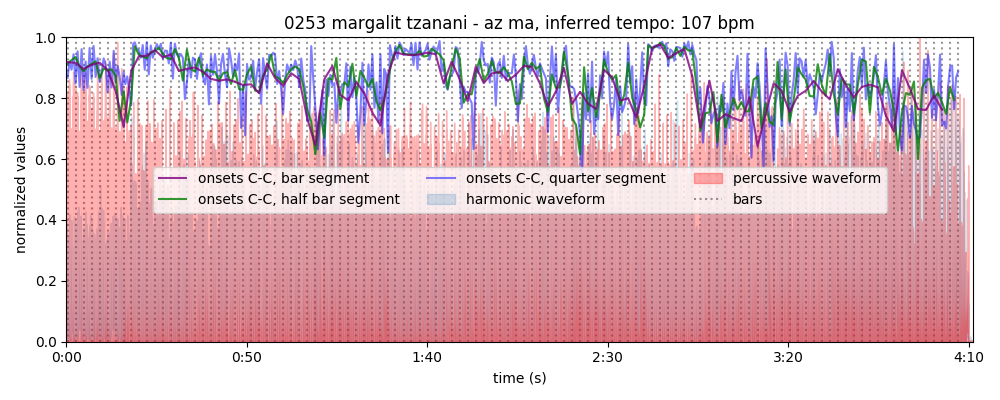 0253 margalit tzanani - az ma, inferred tempo: 107 bpm
normalized values
1.0
0.8
0.6
0.4
0.2
0.0
onsets C-C, bar segment
onsets C-C, half bar segment
onsets C-C, quarter segment
harmonic waveform
percussive waveform
bars
0:00 0:50 1:40 2:30 3:20 4:10
time (s)